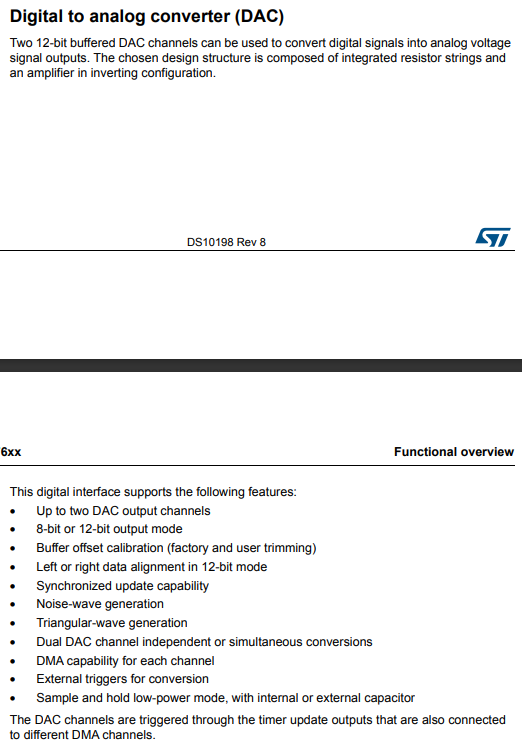 Digital to analog converter (DAC)
Two 12-bit buffered DAC channels can be used to convert digital signals into analog voltage
signal outputs. The chosen design structure is composed of integrated resistor strings and
an amplifier in inverting configuration.
DS10198 Rev 8
ST
6xx
Functional overview
This digital interface supports the following features:
• Up to two DAC output channels
• 8-bit or 12-bit output mode
• Buffer offset calibration (factory and user trimming)
• Left or right data alignment in 12-bit mode
• Synchronized update capability
• Noise-wave generation
• Triangular-wave generation
• Dual DAC channel independent or simultaneous conversions
• DMA capability for each channel
• External triggers for conversion
• Sample and hold low-power mode, with internal or external capacitor
The DAC channels are triggered through the timer update outputs that are also connected
to different DMA channels.